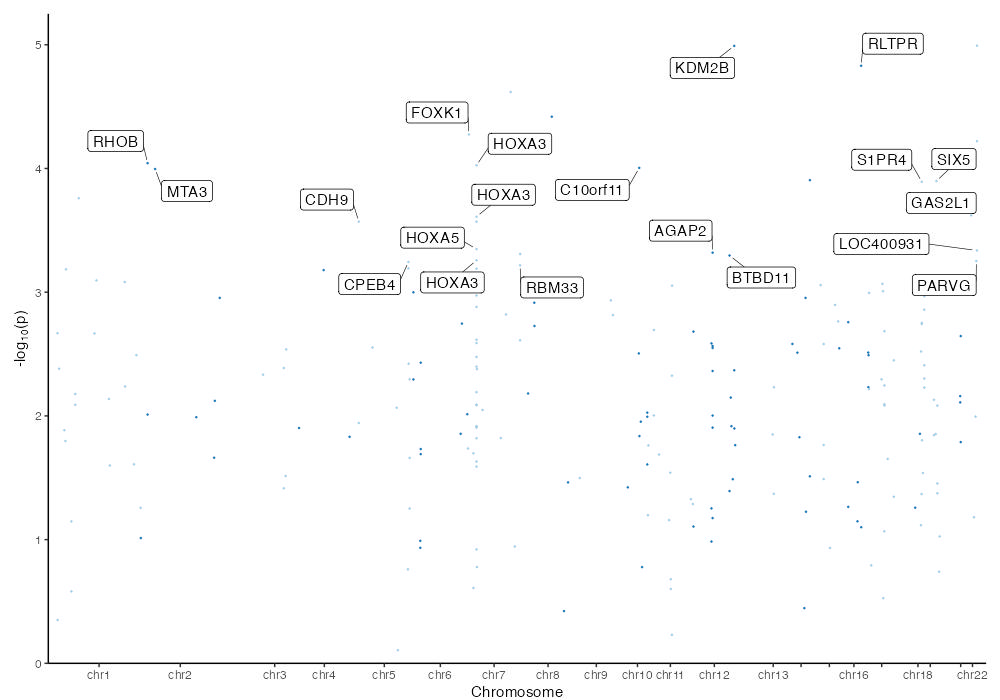 5
RLTPR
KDM2B
FOXK1
RHOB
HOXA3
4
S1PR4
SIX5
MTA3
C10orf11
CDH9
HOXA3
GAS2L1
HOXA5
AGAP2
LOC400931
CPEB4
HOXA3
RBM33
BTBD11
PARVG
3
-log10(p)
2
1
0
chr1 chr2 chr3 chr4 chr5 chr6 chr7 chr8 chr9 chr10 chr11 chr12 chr13 chr14 chr16 chr18 chr22
Chromosome